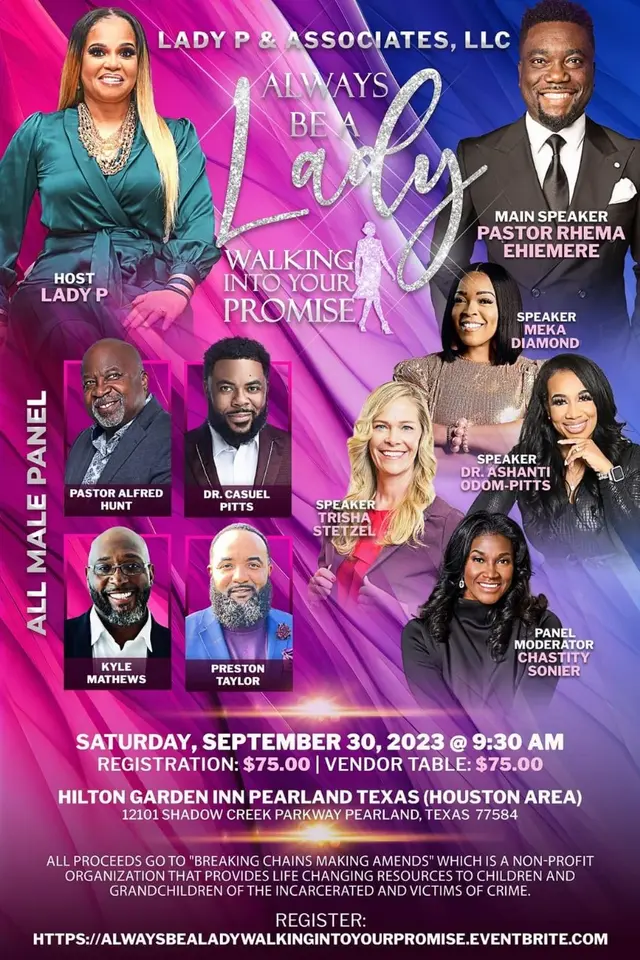 LADY P & ASSOCIATES, LLC
ALWAYS
BE A
Lady
WALKING
INTO YOUR
PROMISE
HOST
LADY P
MAIN SPEAKER
PASTOR RHEMA
EHIEMERE
SPEAKER
MEKA
DIAMOND
SPEAKER
DR. ASHANTI
ODOM-PITTS
SPEAKER
TRISHA
STETZEL
PANEL
MODERATOR
CHASTITY
SONIER
ALL MALE PANEL
PASTOR ALFRED
HUNT
DR. CASUEL
PITTS
KYLE
MATHEWS
PRESTON
TAYLOR
SATURDAY, SEPTEMBER 30, 2023 @ 9:30 AM
REGISTRATION: $75.00 | VENDOR TABLE: $75.00
HILTON GARDEN INN PEARLAND TEXAS (HOUSTON AREA)
12101 SHADOW CREEK PARKWAY PEARLAND, TEXAS 77584
ALL PROCEEDS GO TO "BREAKING CHAINS MAKING AMENDS" WHICH IS A NON-PROFIT
ORGANIZATION THAT PROVIDES LIFE CHANGING RESOURCES TO CHILDREN AND
GRANDCHILDREN OF THE INCARCERATED AND VICTIMS OF CRIME.
REGISTER:
HTTPS://ALWAYSBEALADYWALKINGINTOYOURPROMISE.EVENTBRITE.COM